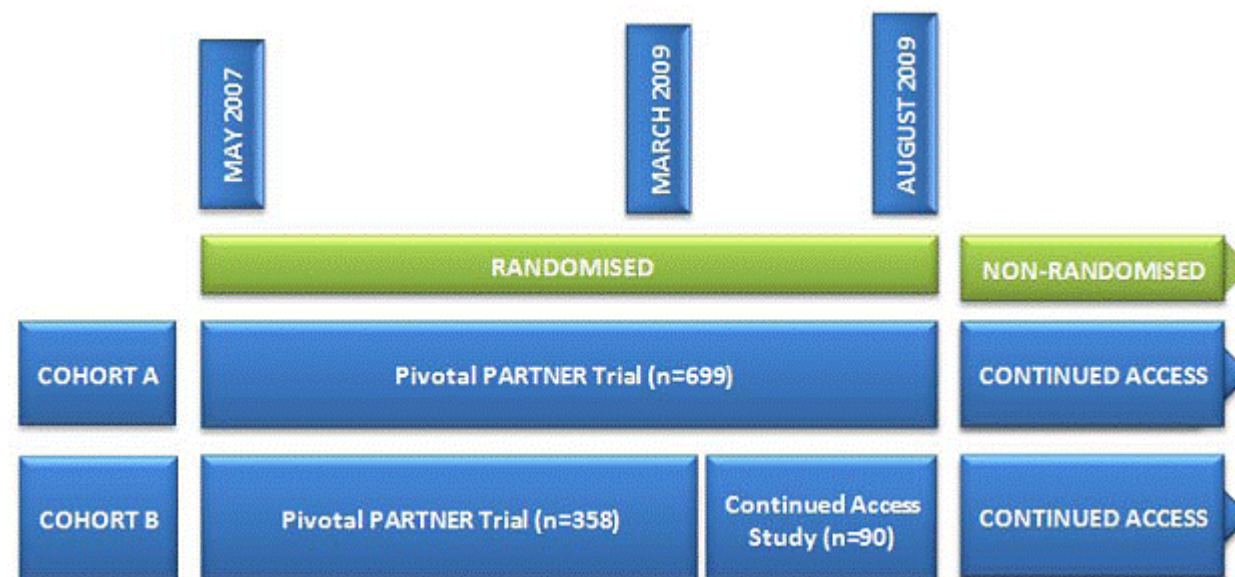 MAY 2007
MARCH 2009
AUGUST 2009
RANDOMISED
NON-RANDOMISED
COHORT A
Pivotal PARTNER Trial (n=699)
CONTINUED ACCESS
COHORT B
Pivotal PARTNER Trial (n=358)
Continued Access
Study (n=90)
CONTINUED ACCESS